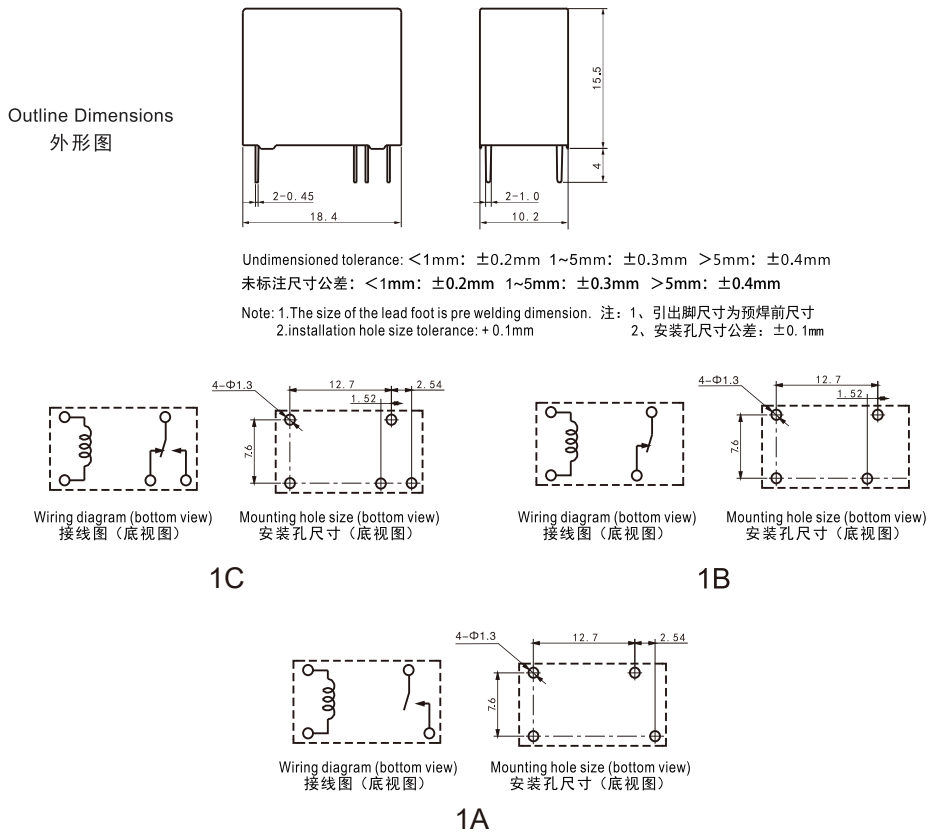 15.5
Outline Dimensions
外形图
4
2-0.45
2-1.0
18.4
10.2
Undimensioned tolerance: <1mm: ±0.2mm 1~5mm: ±0.3mm >5mm: ±0.4mm
未标注尺寸公差: <1mm: ±0.2mm 1~5mm: ±0.3mm >5mm: ±0.4mm
Note: 1.The size of the lead foot is pre welding dimension. 注: 1、引出脚尺寸为预焊前尺寸
2.installation hole size tolerance: + 0.1mm 2、安装孔尺寸公差: ±0.1mm
4-Φ1.3 12.7 2.54
1.52
7.6
4-Φ1.3 12.7
1.52
7.6
Wiring diagram (bottom view) Mounting hole size (bottom view)
接线图（底视图） 安装孔尺寸（底视图）
1C
Wiring diagram (bottom view) Mounting hole size (bottom view)
接线图（底视图） 安装孔尺寸（底视图）
1B
4-Φ1.3 12.7 2.54
7.6
Wiring diagram (bottom view) Mounting hole size (bottom view)
接线图（底视图） 安装孔尺寸（底视图）
1A